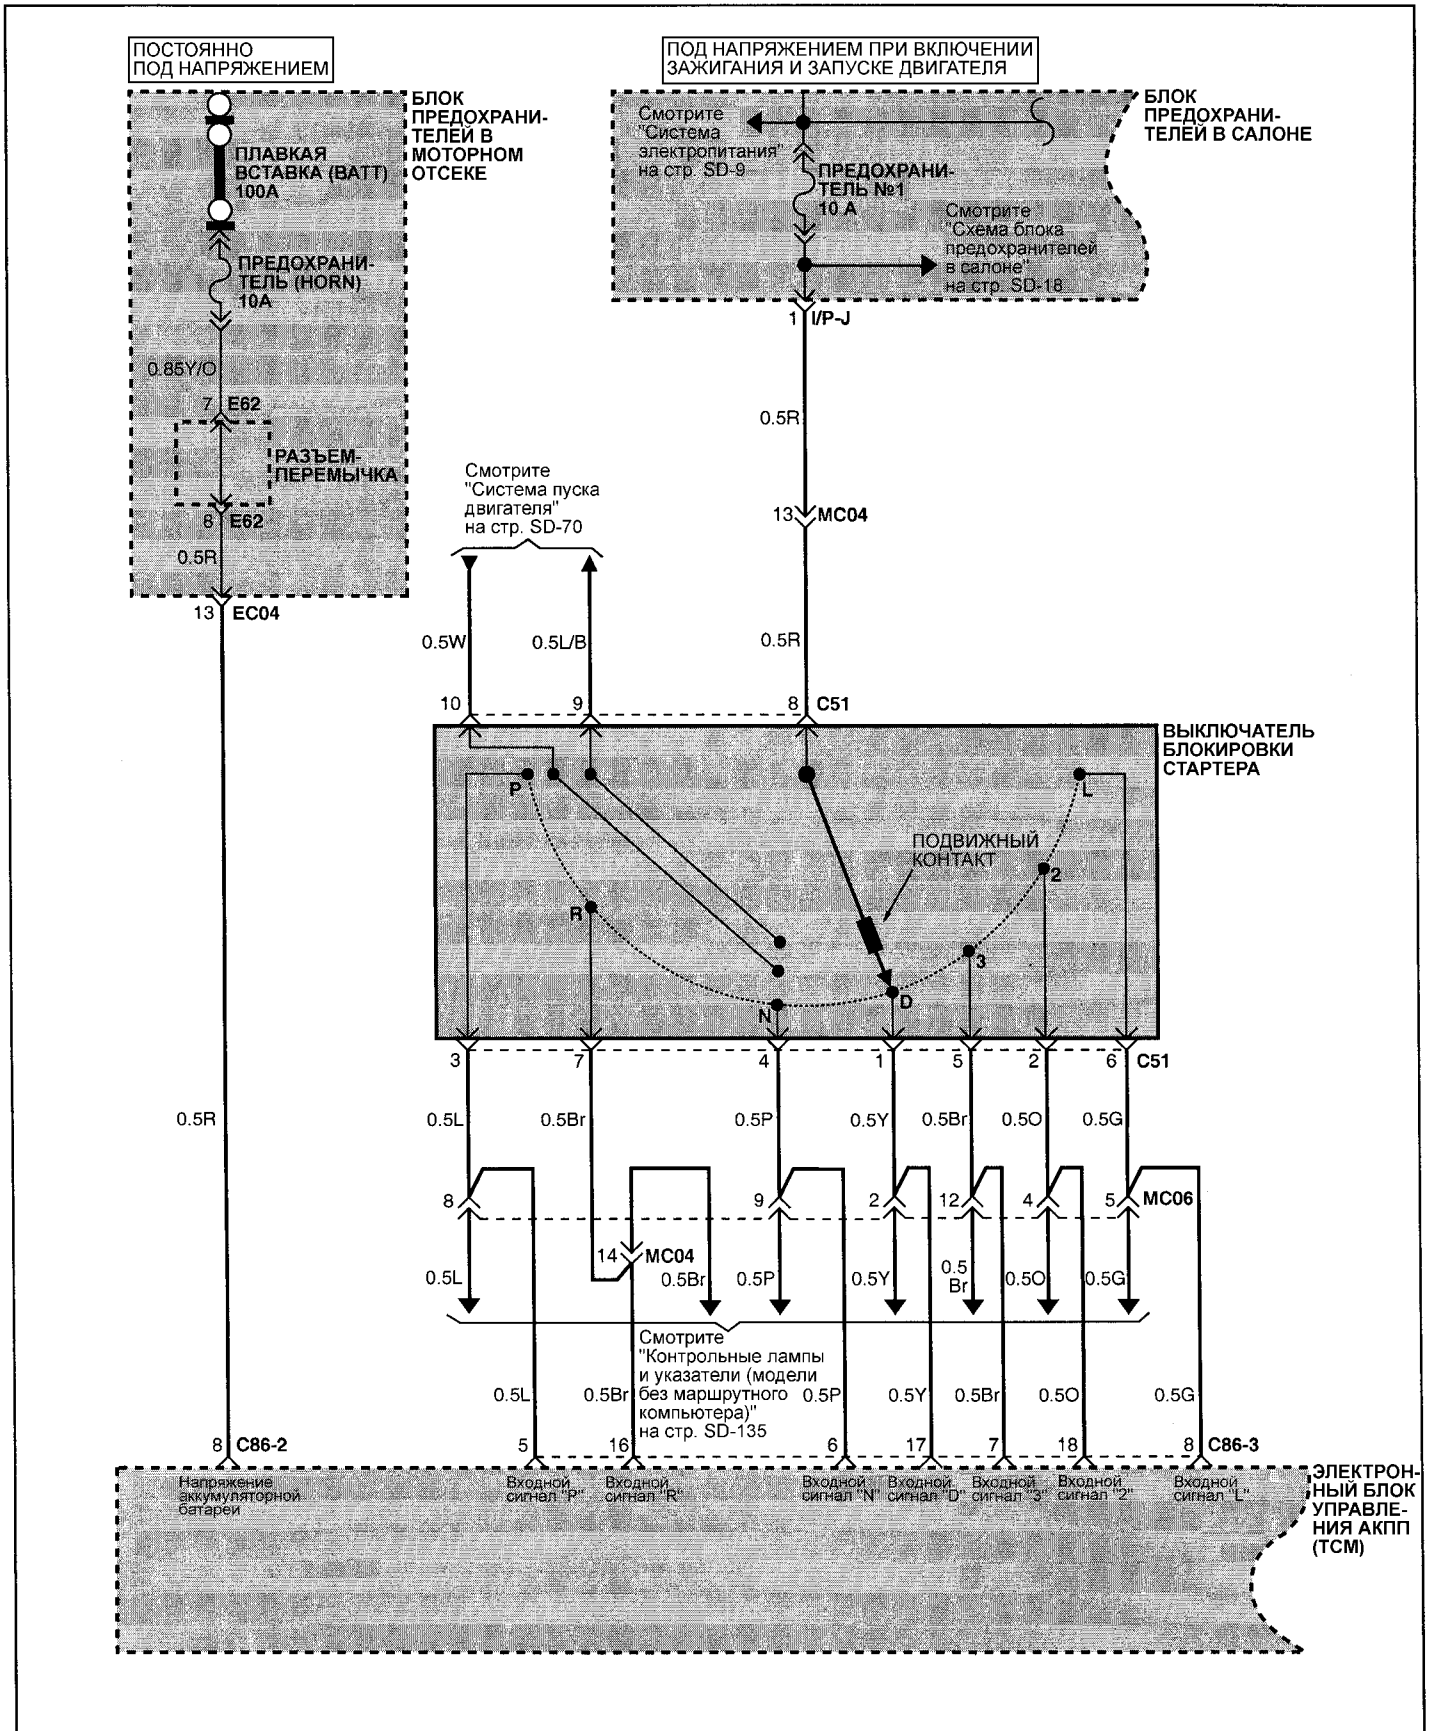 ПОСТОЯННО
ПОД НАПРЯЖЕНИЕМ
ПОД НАПРЯЖЕНИЕМ ПРИ ВКЛЮЧЕНИИ
ЗАЖИГАНИЯ И ЗАПУСКЕ ДВИГАТЕЛЯ
БЛОК
ПРЕДОХРАНИ-
ТЕЛЕЙ В
МОТОРНОМ
ОТСЕКЕ
ПЛАВКАЯ
ВСТАВКА (BATT)
100A
ПРЕДОХРАНИ-
ТЕЛЬ (HORN)
10A
0.85Y/O
7 E62
РАЗЪЕМ-
ПЕРЕМЫЧКА
8 E62
0.5R
13 EC04
БЛОК
ПРЕДОХРАНИ-
ТЕЛЕЙ В САЛОНЕ
Смотрите
"Система
электропитания"
на стр. SD-9
ПРЕДОХРАНИ-
ТЕЛЬ №1
10 A
Смотрите
"Схема блока
предохранителей
в салоне"
на стр. SD-18
1 I/P-J
0.5R
13 MC04
Смотрите
"Система пуска
двигателя"
на стр. SD-70
0.5W 0.5L/B 0.5R
10 9 8 C51
ВЫКЛЮЧАТЕЛЬ
БЛОКИРОВКИ
СТАРТЕРА
P L
ПОДВИЖНЫЙ
КОНТАКТ
2
R
3
D
N
3 7 4 1 5 2 6 C51
0.5R 0.5L 0.5Br 0.5P 0.5Y 0.5Br 0.5O 0.5G
8 9 2 12 4 5 MC06
14 MC04
0.5L 0.5Br 0.5P 0.5Y 0.5
Br 0.5O 0.5G
Смотрите
"Контрольные лампы
и указатели (модели
без маршрутного
компьютера)"
на стр. SD-135
0.5L 0.5Br 0.5P 0.5Y 0.5Br 0.5O 0.5G
8 C86-2 5 16 6 17 7 18 8 C86-3
Напряжение
аккумуляторной
батареи
Входной
сигнал "P"
Входной
сигнал "R"
Входной
сигнал "N"
Входной
сигнал "D"
Входной
сигнал "3"
Входной
сигнал "2"
Входной
сигнал "L"
ЭЛЕКТРОН-
НЫЙ БЛОК
УПРАВЛЕ-
НИЯ АКПП
(TCM)